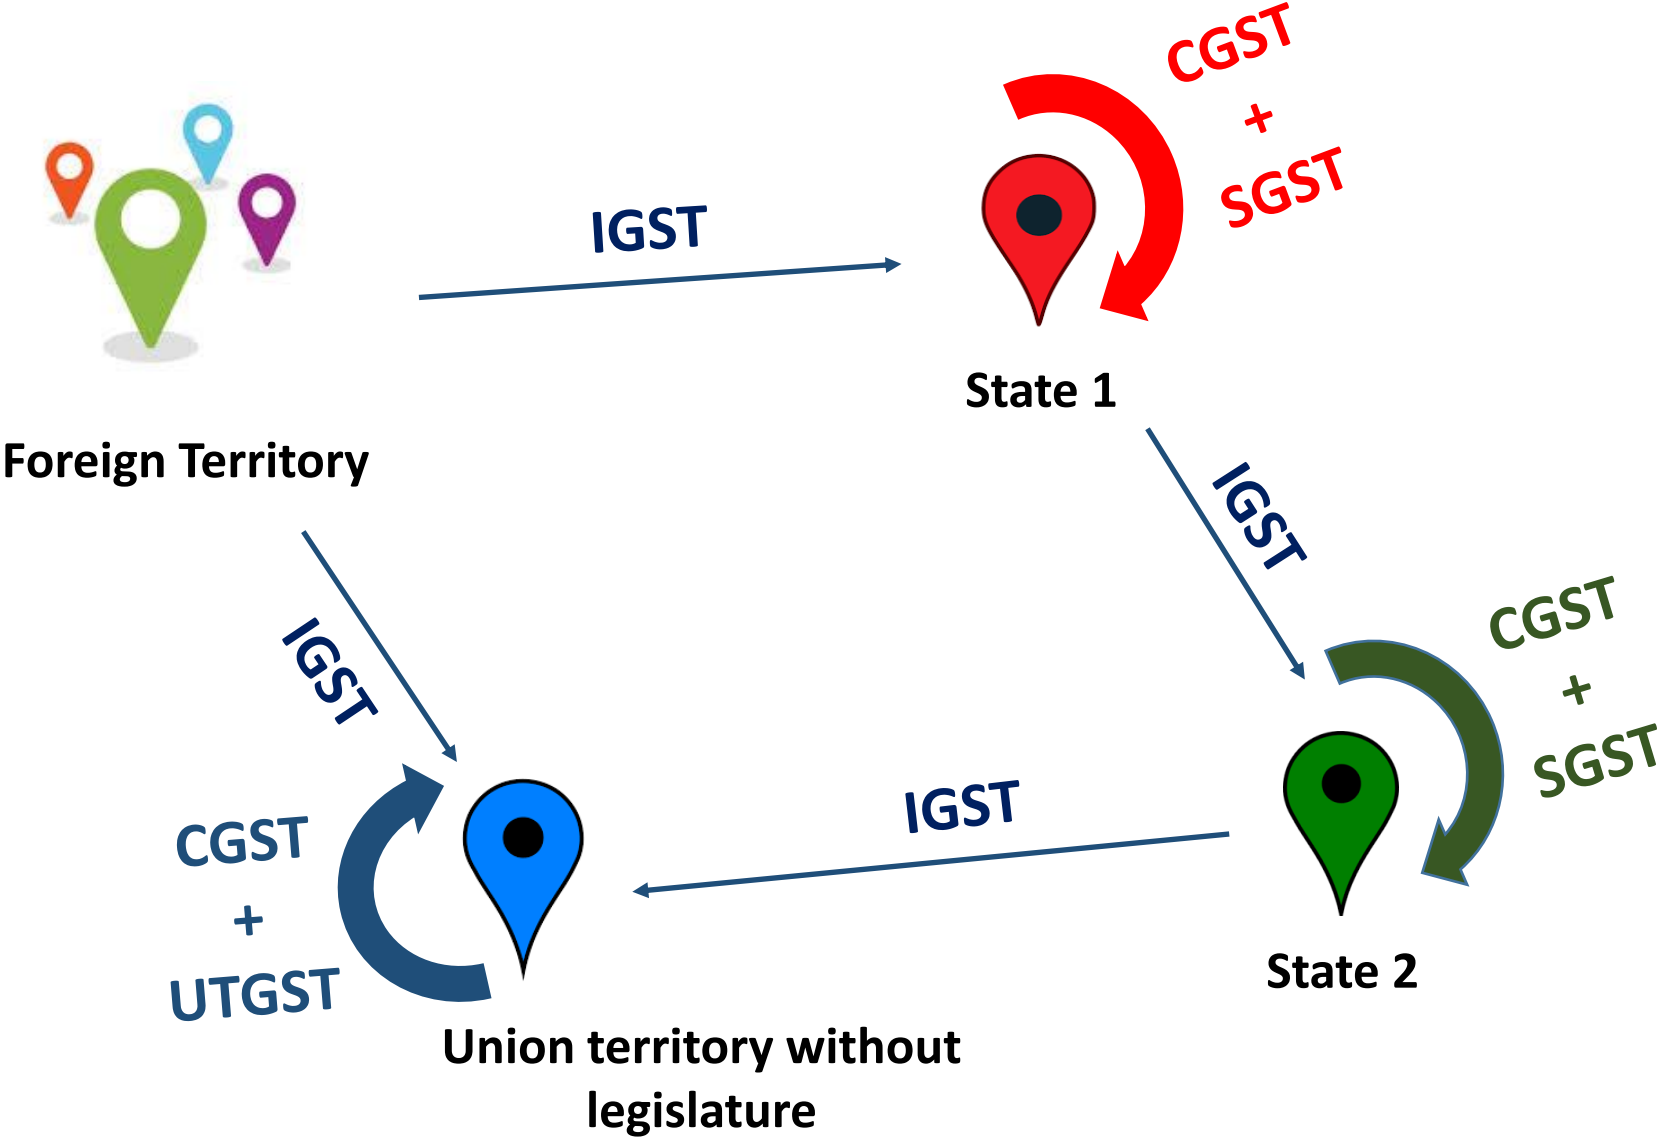 CGST
+
SGST
IGST
State 1
Foreign Territory
IGST
IGST
CGST
+
SGST
IGST
CGST
+
UTGST
State 2
Union territory without
legislature